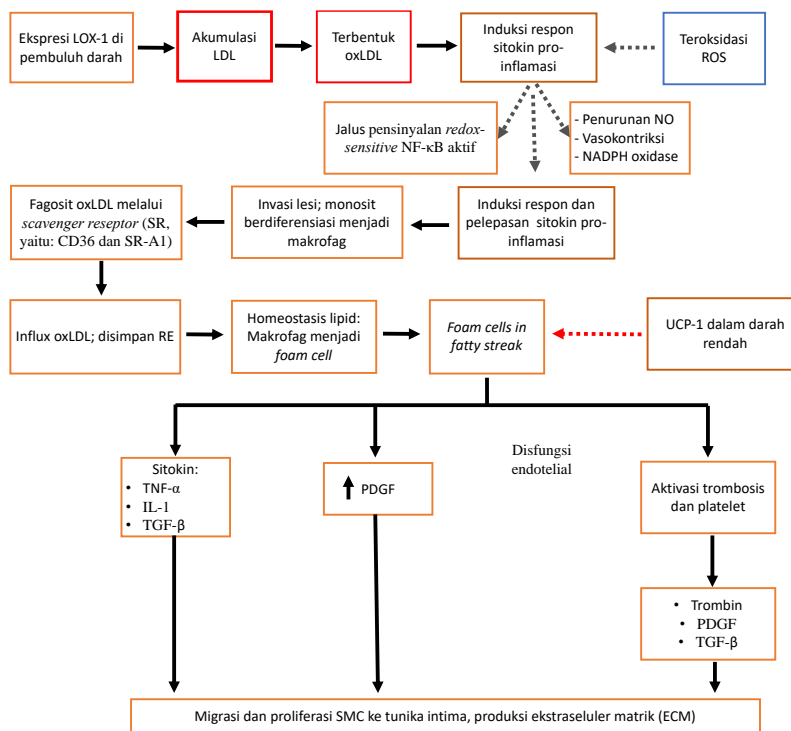 Ekspresi LOX-1 di
pembuluh darah
Akumulasi
LDL
Terbentuk
oxLDL
Induksi respon
sitokin pro-
inflamasi
Teroksidasi
ROS
Jalus pensinyalan redox-
sensitive NF-κB aktif
- Penurunan NO
- Vasokontriksi
- NADPH oxidase
Fagosit oxLDL melalui
scavenger reseptor (SR,
yaitu: CD36 dan SR-A1)
Invasi lesi; monosit
berdiferensiasi menjadi
makrofag
Induksi respon dan
pelepasan sitokin pro-
inflamasi
Influx oxLDL; disimpan RE
Homeostasis lipid:
Makrofag menjadi
foam cell
Foam cells in
fatty streak
UCP-1 dalam darah
rendah
Sitokin:
• TNF-α
• IL-1
• TGF-β
PDGF
Disfungsi
endotelial
Aktivasi trombosis
dan platelet
• Trombin
• PDGF
• TGF-β
Migrasi dan proliferasi SMC ke tunika intima, produksi ekstraseluler matrik (ECM)